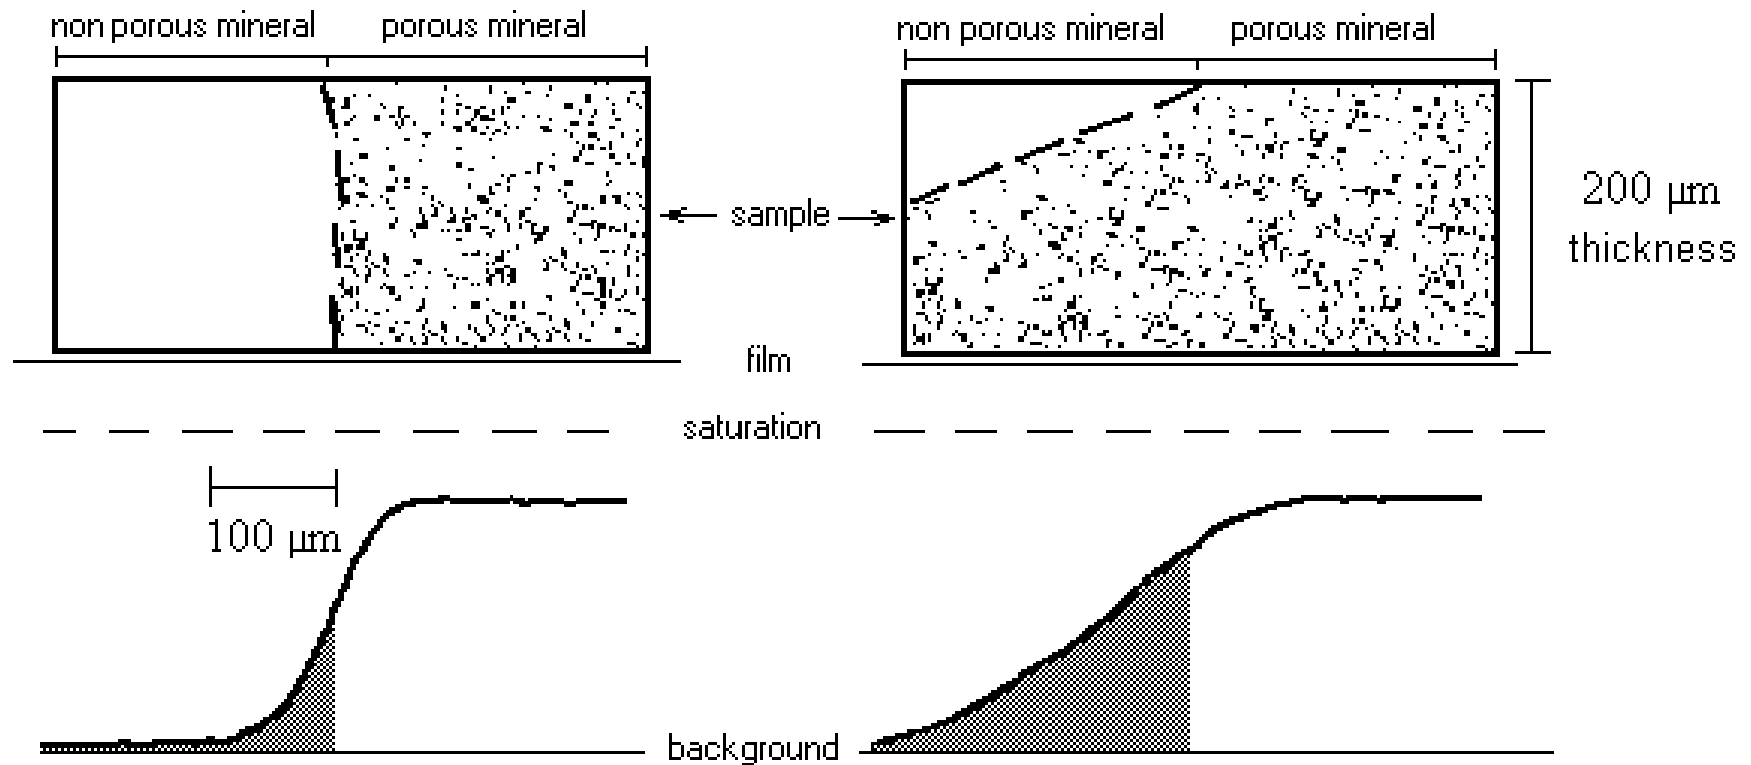 non porous mineral porous mineral
non porous mineral porous mineral
sample
200 µm
thickness
film
saturation
100 µm
background